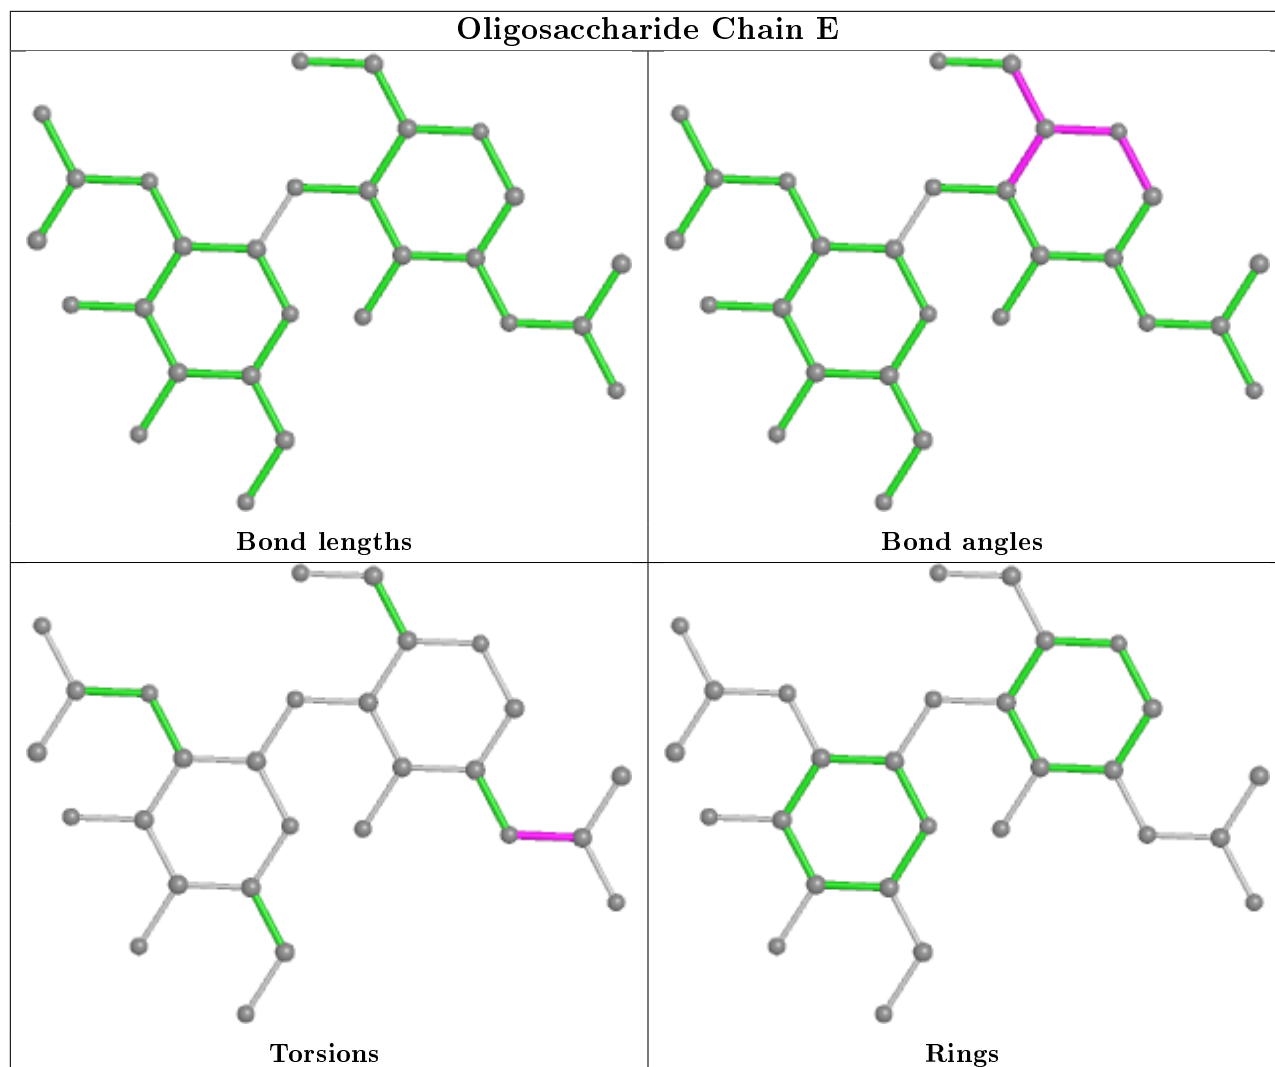 Oligosaccharide Chain E
Bond lengths
Bond angles
Torsions
Rings